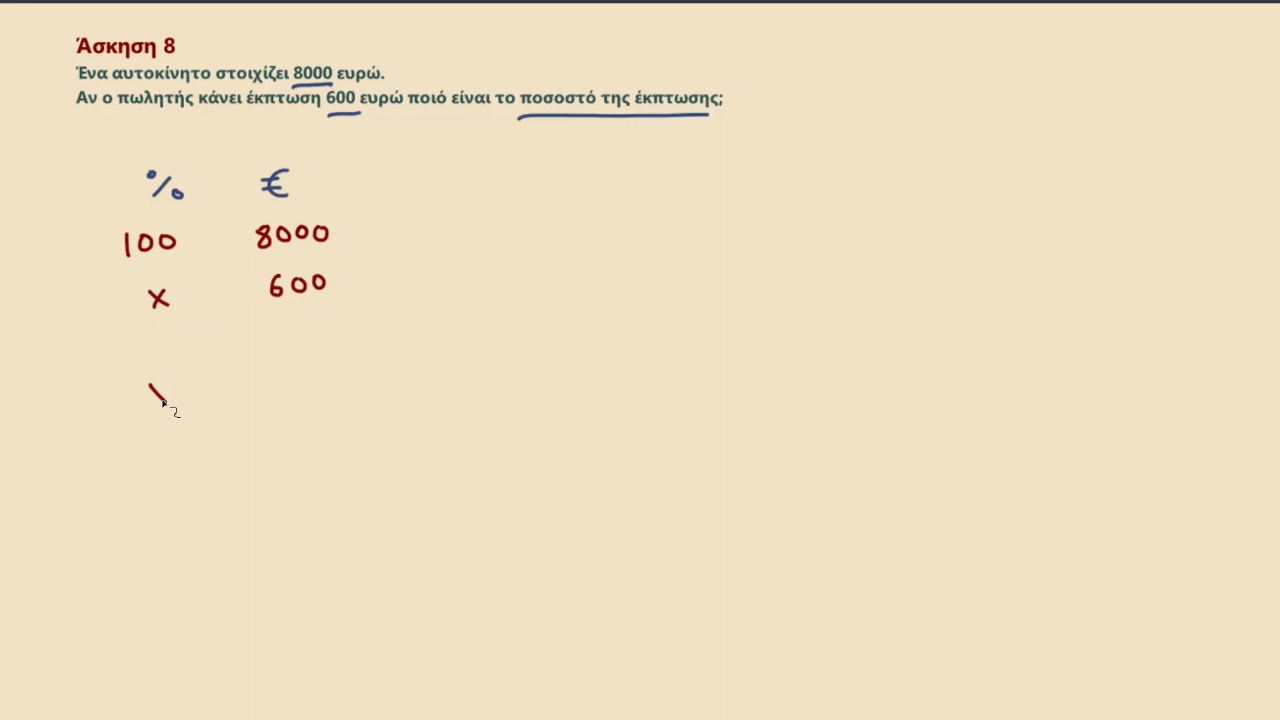 Άσκηση 8
Ένα αυτοκίνητο στοιχίζει 8000 ευρώ.
Αν ο πωλητής κάνει έκπτωση 600 ευρώ ποιό είναι το ποσοστό της έκπτωσης;
% €
100 8000
x 600